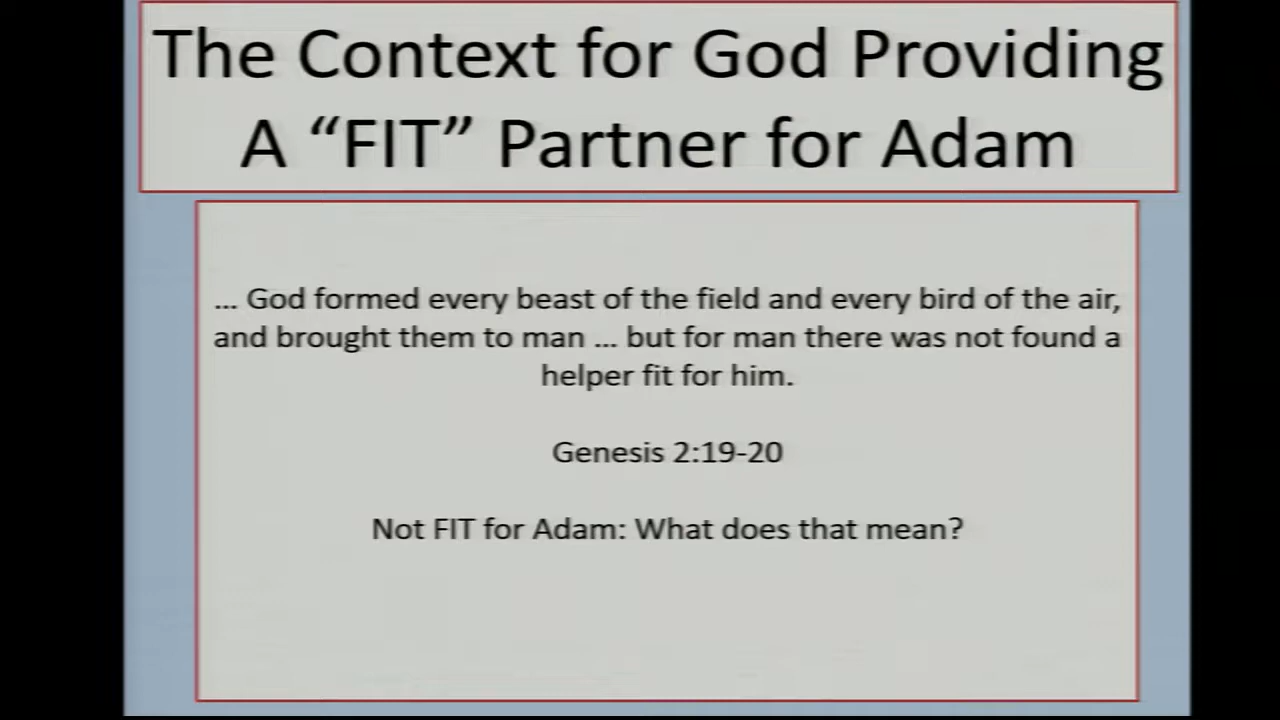 The Context for God Providing
A “FIT” Partner for Adam
... God formed every beast of the field and every bird of the air,
and brought them to man ... but for man there was not found a
helper fit for him.
Genesis 2:19-20
Not FIT for Adam: What does that mean?